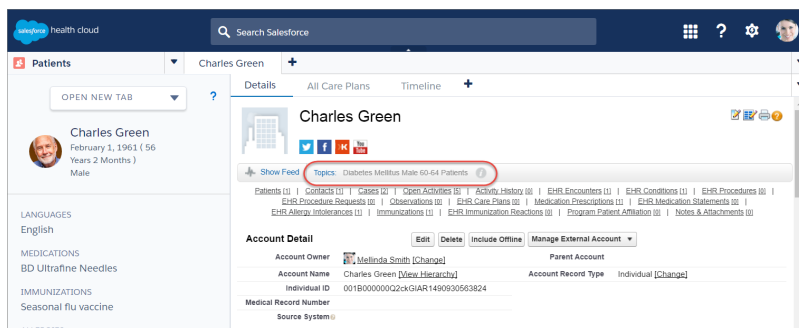 salesforce health cloud
Search Salesforce
?
Patients
Charles Green +
OPEN NEW TAB
?
Charles Green
February 1, 1961 ( 56
Years 2 Months )
Male
LANGUAGES
English
MEDICATIONS
BD Ultrafine Needles
IMMUNIZATIONS
Seasonal flu vaccine
Details All Care Plans Timeline +
Charles Green
You Tube
Show Feed Topics: Diabetes Mellitus Male 60-64 Patients i
Patients [1] | Contacts [1] | Cases [2] | Open Activities [5] | Activity History [0] | EHR Encounters [1] | EHR Conditions [1] | EHR Procedures [0] |
EHR Procedure Requests [0] | Observations [0] | EHR Care Plans [0] | Medication Prescriptions [1] | EHR Medication Statements [0] |
EHR Allergy Intolerances [1] | Immunizations [1] | EHR Immunization Reactions [0] | Program Patient Affiliation [0] | Notes & Attachments [0]
Account Detail Edit Delete Include Offline Manage External Account
Account Owner Mellinda Smith [Change] Parent Account
Account Name Charles Green [View Hierarchy] Account Record Type Individual [Change]
Individual ID 001B000000Q2ckGIAR1490930563824
Medical Record Number
Source System